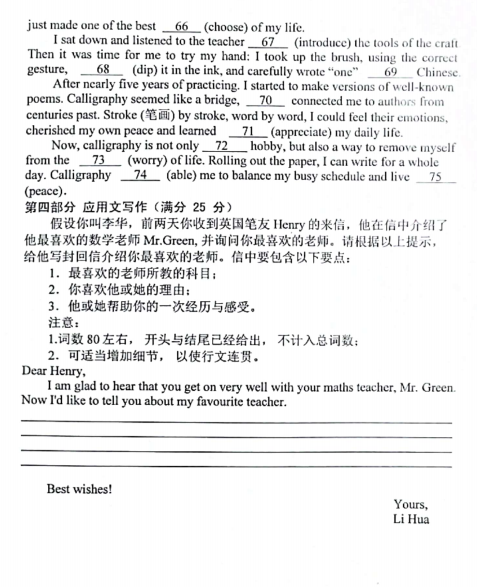 just made one of the best 66 (choose) of my life.
I sat down and listened to the teacher 67 (introduce) the tools of the craft
Then it was time for me to try my hand: I took up the brush, using the correct
gesture, 68 (dip) it in the ink, and carefully wrote “one” 69 Chinese.
After nearly five years of practicing. I started to make versions of well-known
poems. Calligraphy seemed like a bridge, 70 connected me to authors from
centuries past. Stroke (笔画) by stroke, word by word, I could feel their emotions,
cherished my own peace and learned 71 (appreciate) my daily life.
Now, calligraphy is not only 72 hobby, but also a way to remove myself
from the 73 (worry) of life. Rolling out the paper, I can write for a whole
day. Calligraphy 74 (able) me to balance my busy schedule and live 75
(peace).
第四部分 应用文写作（满分 25 分）
假设你叫李华，前两天你收到英国笔友 Henry 的来信，他在信中介绍了
他最喜欢的数学老师 Mr.Green, 并询问你最喜欢的老师。请根据以上提示，
给他写封回信介绍你最喜欢的老师。信中要包含以下要点：
1．最喜欢的老师所教的科目；
2．你喜欢他或她的理由；
3．他或她帮助你的一次经历与感受。
注意：
1.词数 80 左右， 开头与结尾已经给出， 不计入总词数；
2．可适当增加细节， 以使行文连贯。
Dear Henry,
I am glad to hear that you get on very well with your maths teacher, Mr. Green.
Now I'd like to tell you about my favourite teacher.
Best wishes!
Yours,
Li Hua